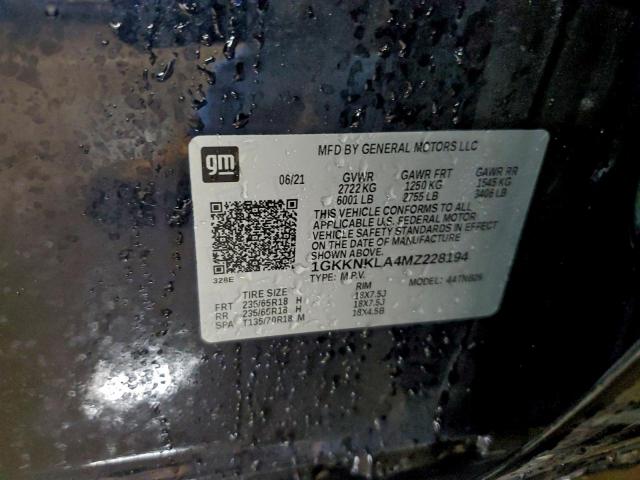 gm
MFD BY GENERAL MOTORS LLC
06/21 GVWR GAWR FRT GAWR RR
2722 KG 1250 KG 1545 KG
6001 LB 2755 LB 3406 LB
THIS VEHICLE CONFORMS TO ALL
APPLICABLE U.S. FEDERAL MOTOR
VEHICLE SAFETY STANDARDS IN EFFECT
ON THE DATE OF MANUFACTURE
SHOWN ABOVE.
1GKKNKLA4MZ228194
328E
TYPE: M.P.V. MODEL: 4ATNB26
TIRE SIZE RIM
FRT 235/65R18 H 18X7.5J
RR 235/65R18 H 18X7.5J
SPA T135/70R18 M 18X4.5B